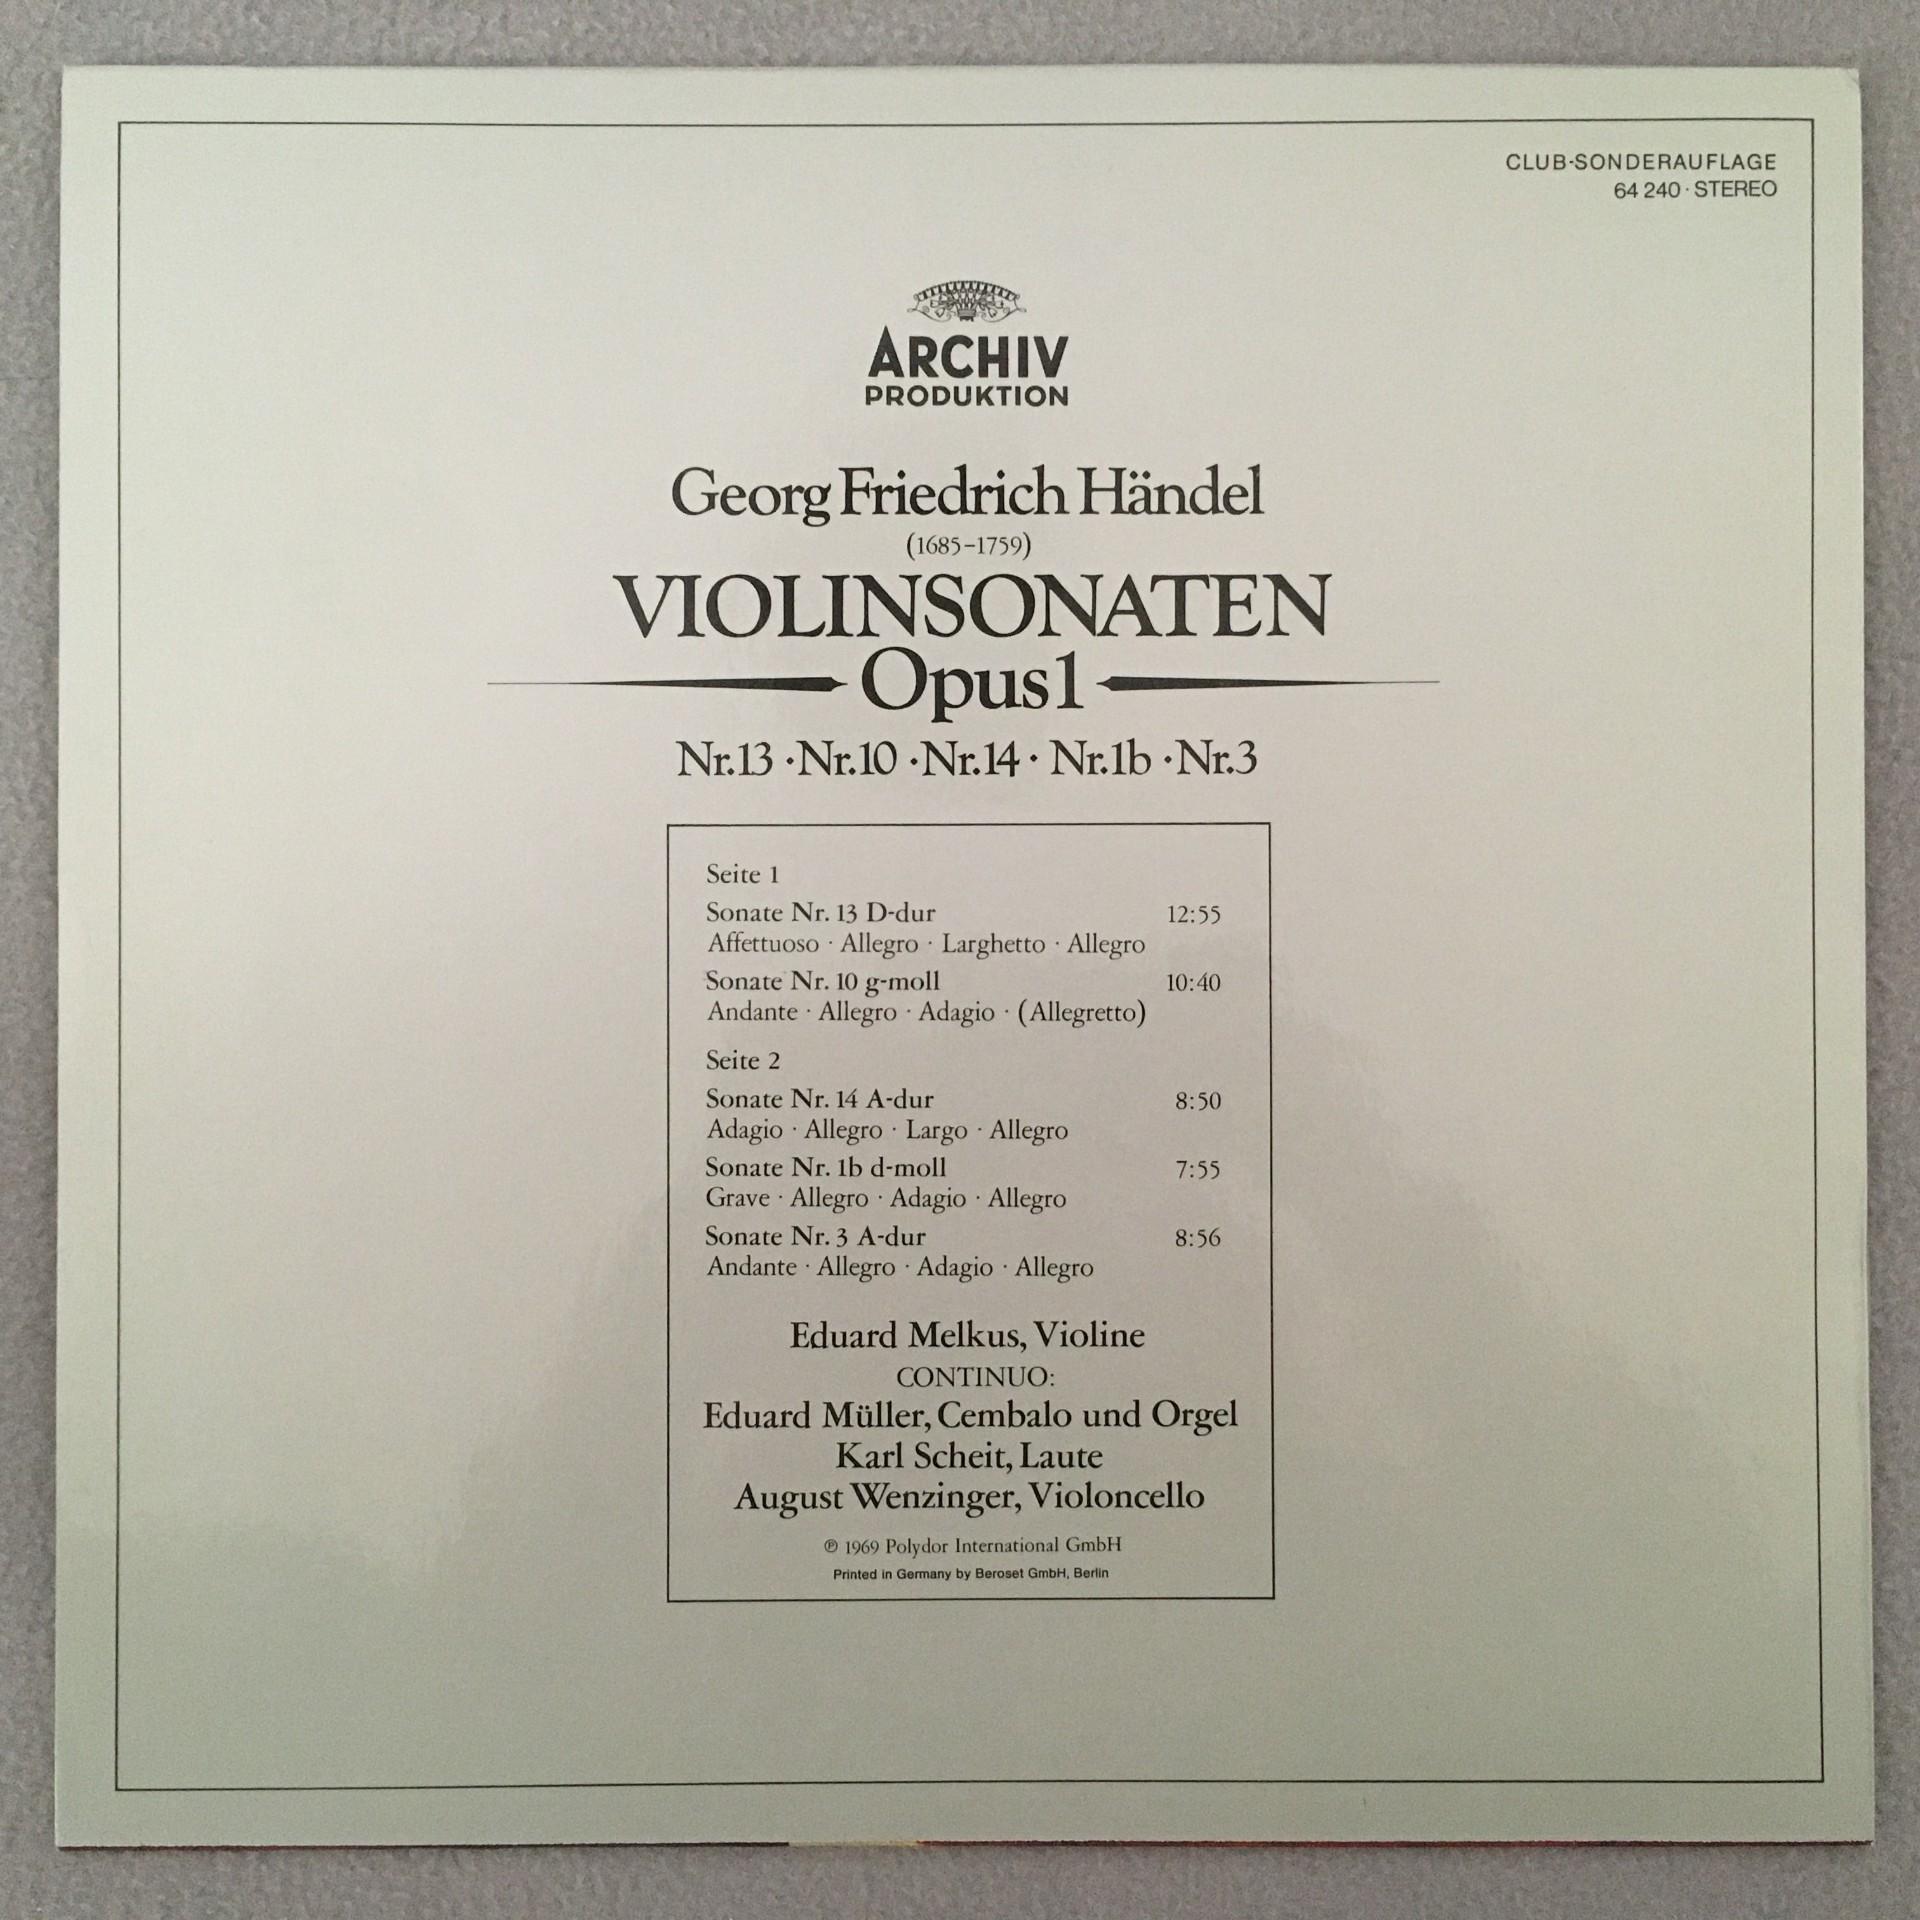 CLUB-SONDERAUFLAGE
64 240 · STEREO
ARCHIV
PRODUKTION
Georg Friedrich Händel
(1685–1759)
VIOLINSONATEN
Opus 1
Nr.13 · Nr.10 · Nr.14 · Nr.1b · Nr.3
Seite 1
Sonate Nr. 13 D-dur 12:55
Affettuoso · Allegro · Larghetto · Allegro
Sonate Nr. 10 g-moll 10:40
Andante · Allegro · Adagio · (Allegretto)
Seite 2
Sonate Nr. 14 A-dur 8:50
Adagio · Allegro · Largo · Allegro
Sonate Nr. 1b d-moll 7:55
Grave · Allegro · Adagio · Allegro
Sonate Nr. 3 A-dur 8:56
Andante · Allegro · Adagio · Allegro
Eduard Melkus, Violine
CONTINUO:
Eduard Müller, Cembalo und Orgel
Karl Scheit, Laute
August Wenzinger, Violoncello
℗ 1969 Polydor International GmbH
Printed in Germany by Beroset GmbH, Berlin